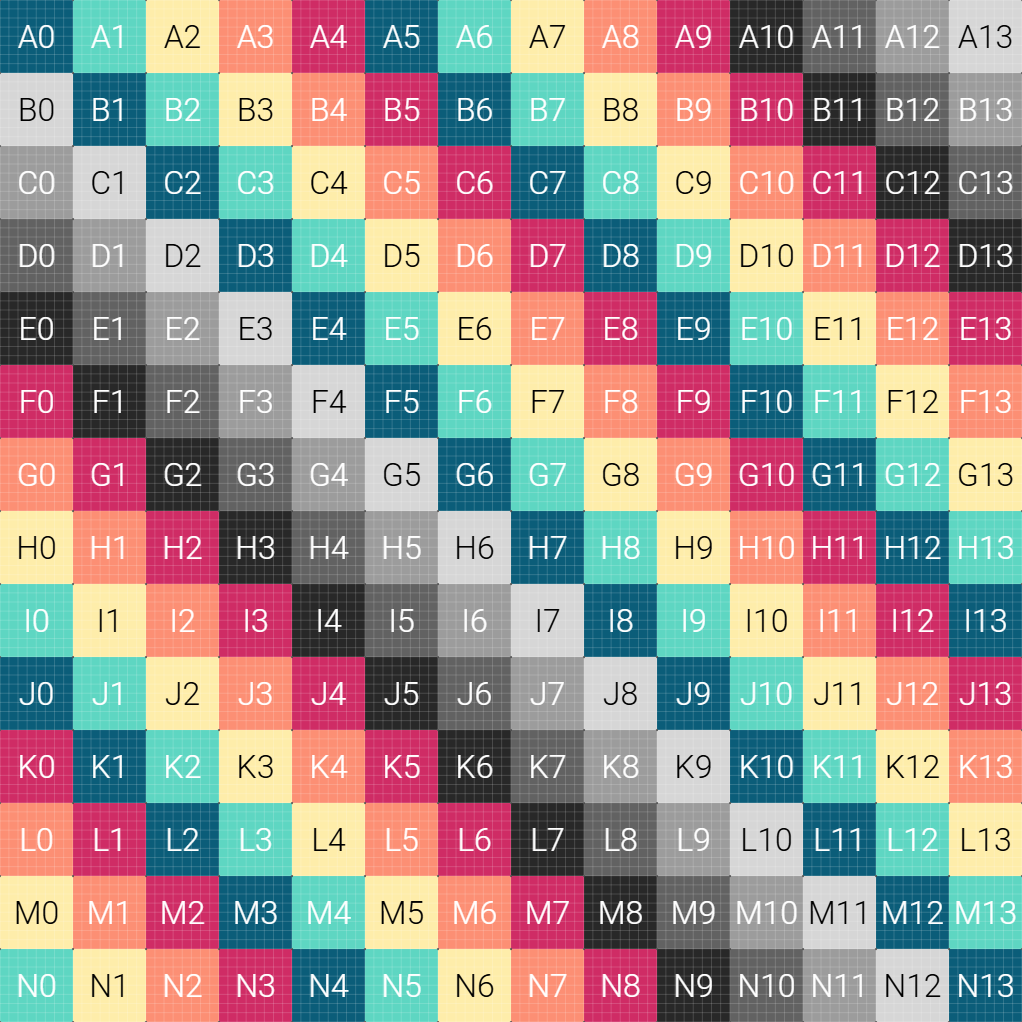 A0 A1 A2 A3 A4 A5 A6 A7 A8 A9 A10 A11 A12 A13
B0 B1 B2 B3 B4 B5 B6 B7 B8 B9 B10 B11 B12 B13
C0 C1 C2 C3 C4 C5 C6 C7 C8 C9 C10 C11 C12 C13
D0 D1 D2 D3 D4 D5 D6 D7 D8 D9 D10 D11 D12 D13
E0 E1 E2 E3 E4 E5 E6 E7 E8 E9 E10 E11 E12 E13
F0 F1 F2 F3 F4 F5 F6 F7 F8 F9 F10 F11 F12 F13
G0 G1 G2 G3 G4 G5 G6 G7 G8 G9 G10 G11 G12 G13
H0 H1 H2 H3 H4 H5 H6 H7 H8 H9 H10 H11 H12 H13
I0 I1 I2 I3 I4 I5 I6 I7 I8 I9 I10 I11 I12 I13
J0 J1 J2 J3 J4 J5 J6 J7 J8 J9 J10 J11 J12 J13
K0 K1 K2 K3 K4 K5 K6 K7 K8 K9 K10 K11 K12 K13
L0 L1 L2 L3 L4 L5 L6 L7 L8 L9 L10 L11 L12 L13
M0 M1 M2 M3 M4 M5 M6 M7 M8 M9 M10 M11 M12 M13
N0 N1 N2 N3 N4 N5 N6 N7 N8 N9 N10 N11 N12 N13